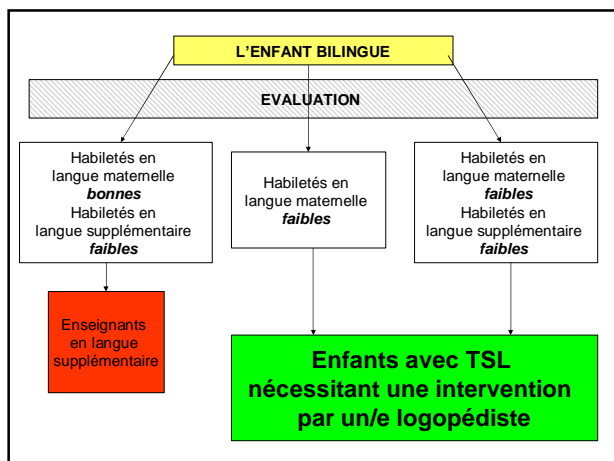 L'ENFANT BILINGUE
EVALUATION
Habiletés en
langue maternelle
bonnes
Habiletés en
langue supplémentaire
faibles
Habiletés en
langue maternelle
faibles
Habiletés en
langue maternelle
faibles
Habiletés en
langue supplémentaire
faibles
Enseignants
en langue
supplémentaire
Enfants avec TSL
nécessitant une intervention
par un/e logopédiste